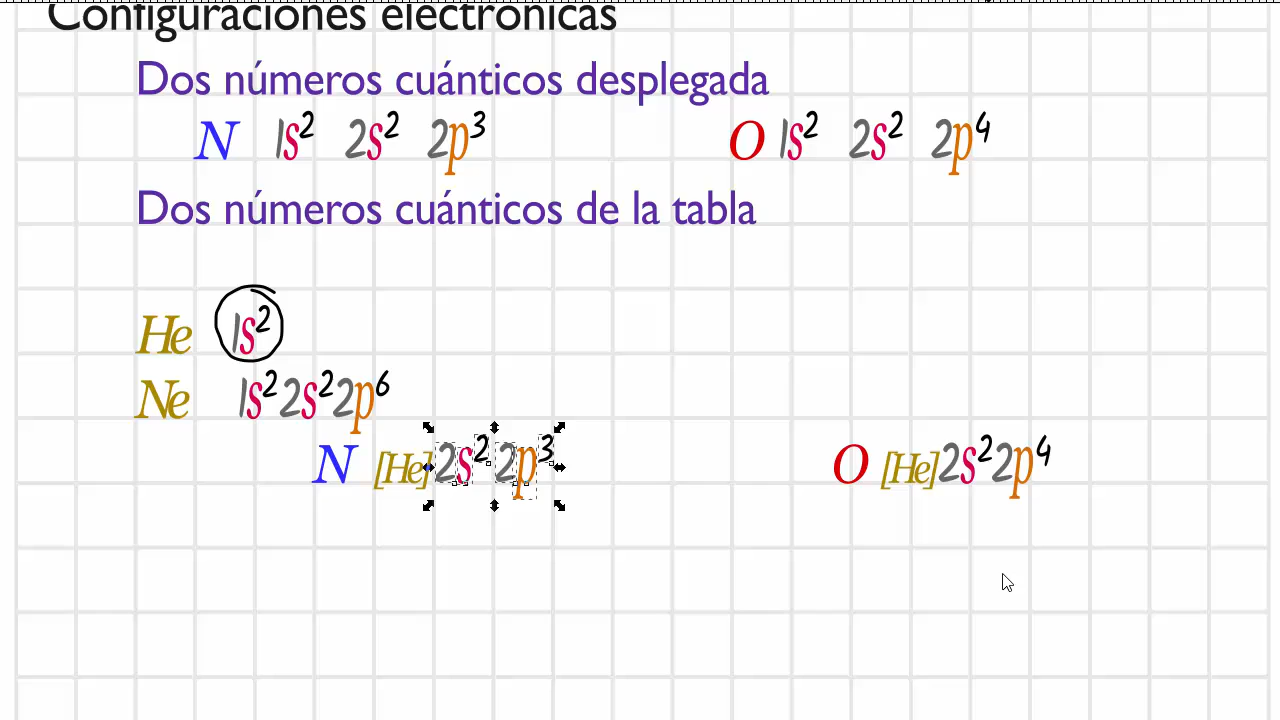 Configuraciones electrónicas
Dos números cuánticos desplegada
N 1s² 2s² 2p³ O 1s² 2s² 2p⁴
Dos números cuánticos de la tabla
He 1s²
Ne 1s²2s²2p⁶
N [He]2s²2p³ O [He]2s²2p⁴